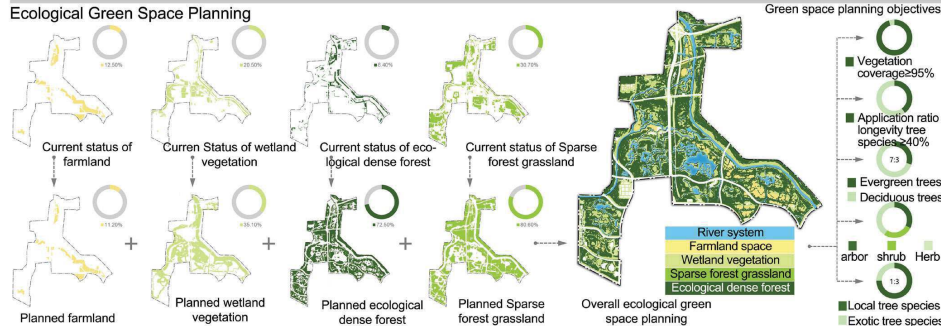 Ecological Green Space Planning
Green space planning objectives
12.50%
20.00%
6.40%
30.70%
Current status of
farmland
Curren Status of wetland
vegetation
Current status of eco-
logical dense forest
Current status of Sparse
forest grassland
11.20%
35.10%
72.50%
80.60%
+
+
+
Planned farmland
Planned wetland
vegetation
Planned ecological
dense forest
Planned Sparse
forest grassland
River system
Farmland space
Wetland vegetation
Sparse forest grassland
Ecological dense forest
Overall ecological green
space planning
Vegetation
coverage≥95%
Application ratio
longevity tree
species ≥40%
7:3
Evergreen trees
Deciduous trees
arbor shrub Herb
1:3
Local tree species
Exotic tree species